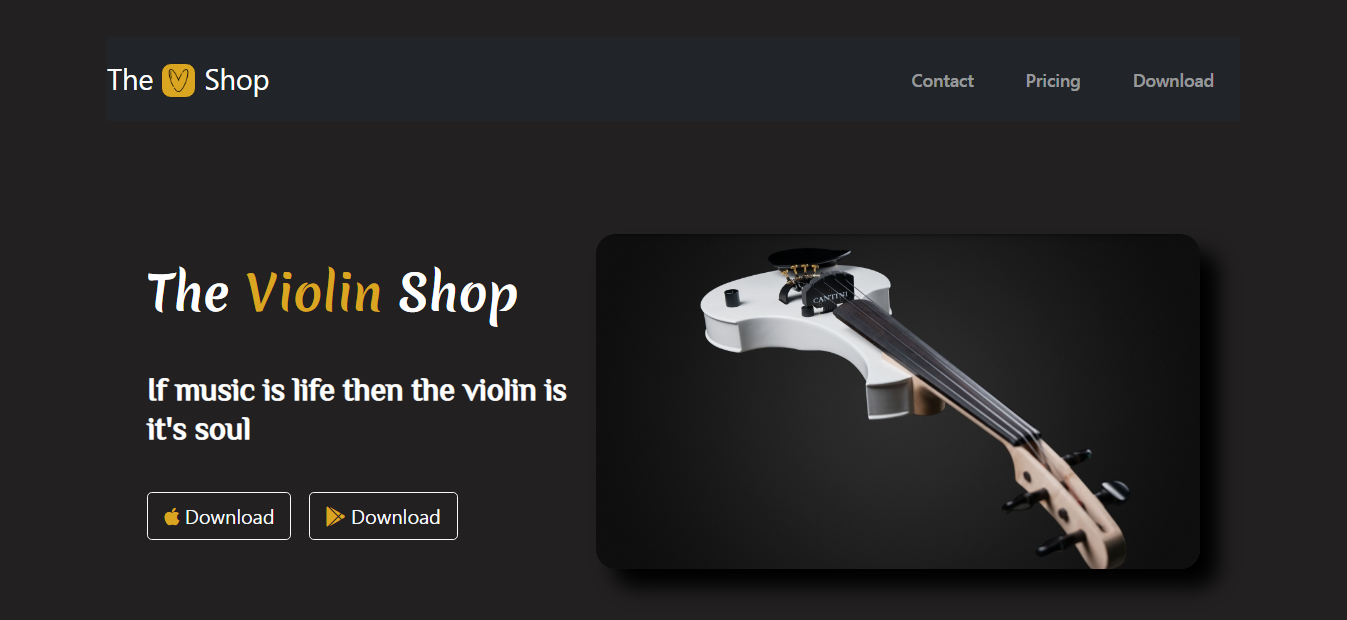 The Shop
Contact
Pricing
Download
The Violin Shop
If music is life then the violin is
it's soul
Download
Download
CANTINI